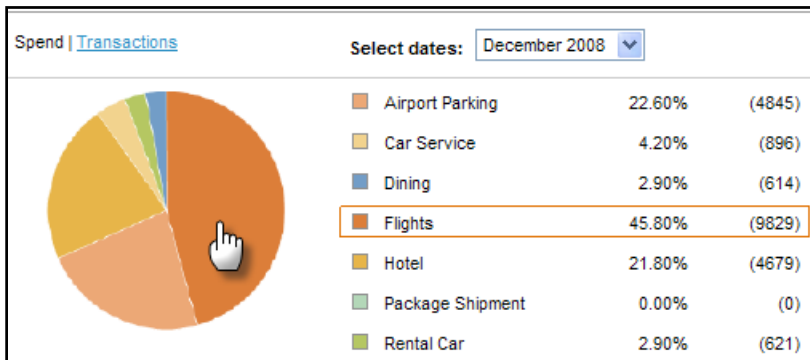 Spend | Transactions
Select dates: December 2008
Airport Parking 22.60% (4845)
Car Service 4.20% (896)
Dining 2.90% (614)
Flights 45.80% (9829)
Hotel 21.80% (4679)
Package Shipment 0.00% (0)
Rental Car 2.90% (621)